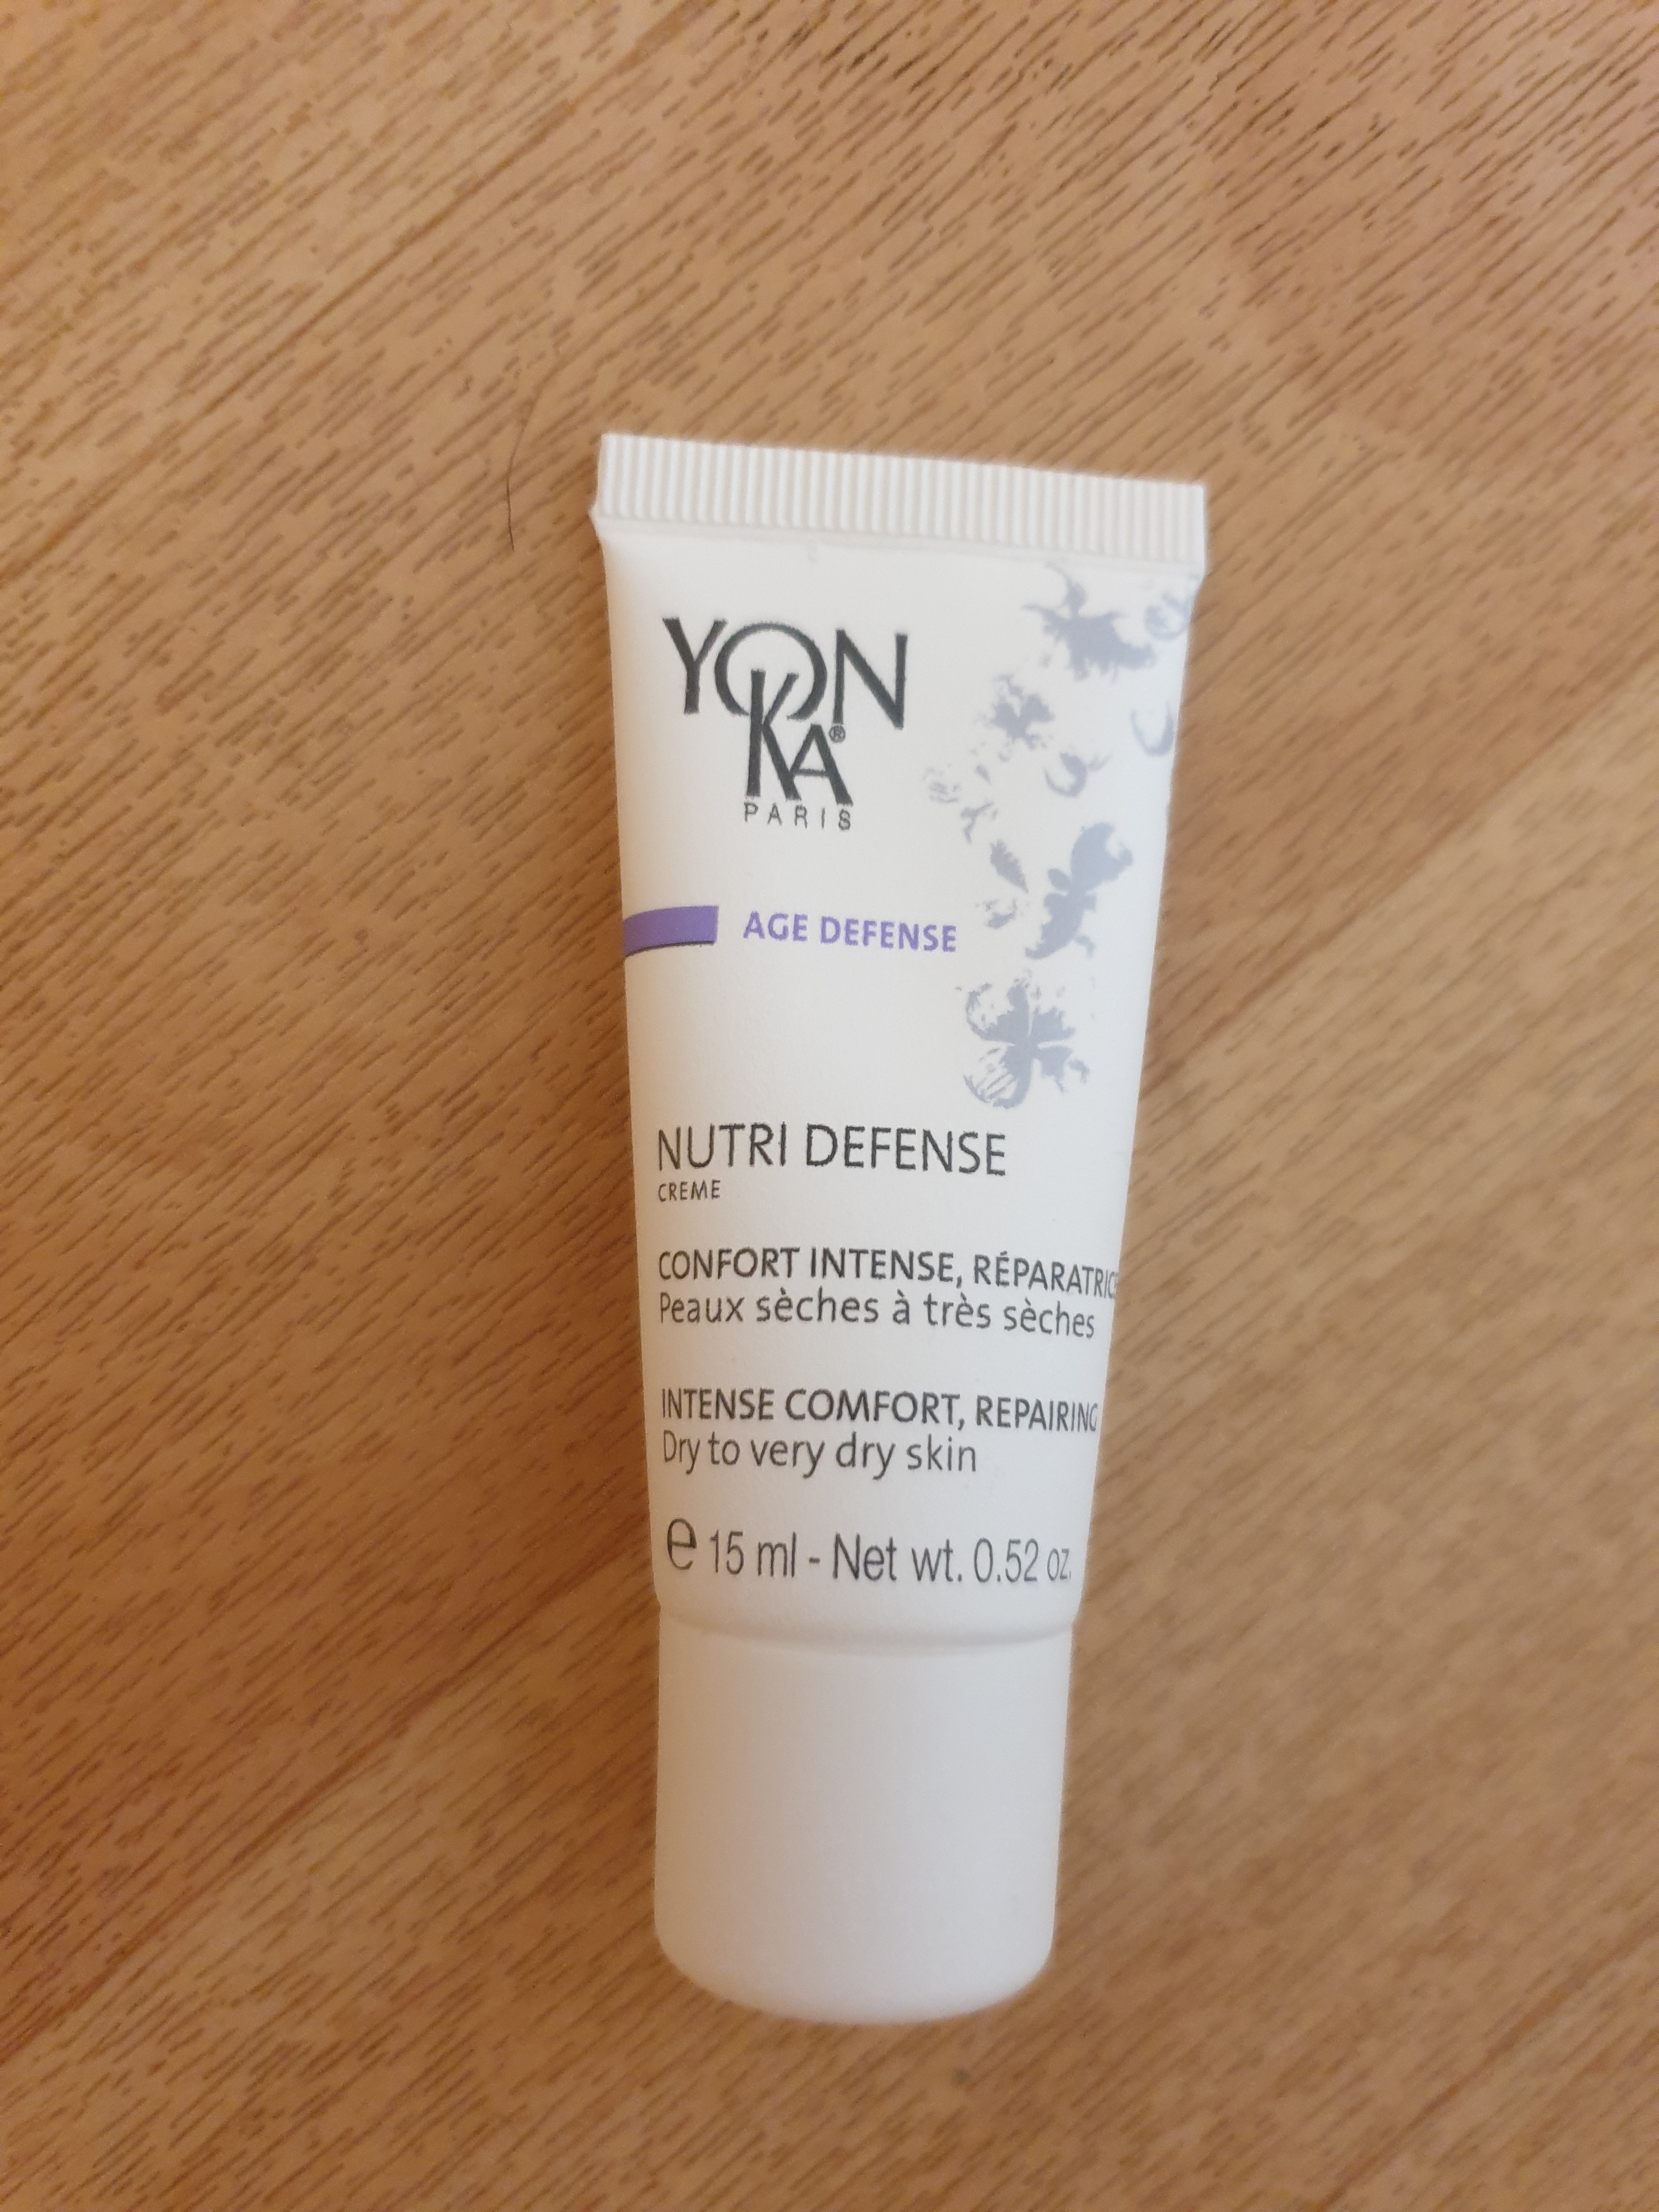 YON
KA®
PARIS
AGE DEFENSE
NUTRI DEFENSE
CREME
CONFORT INTENSE, RÉPARATRICE
Peaux sèches à très sèches
INTENSE COMFORT, REPAIRING
Dry to very dry skin
℮ 15 ml - Net wt. 0.52 oz.